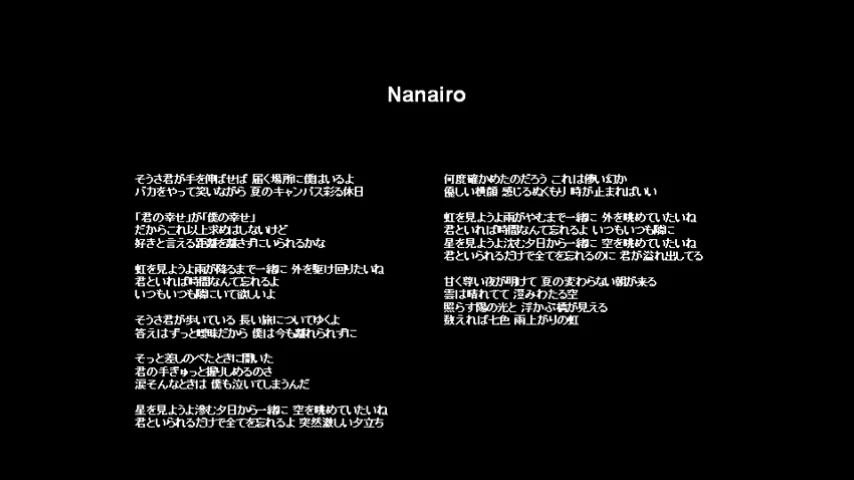 Nanairo
そうさ君が手を伸ばせば 届く場所に僕はいるよ
バカをやって笑いながら 夏のキャンバス彩る休日
「君の幸せ」が「僕の幸せ」
だからこれ以上求めはしないけど
好きと言える距離を離さずにいられるかな
虹を見ようよ雨が降るまで一緒に 外を駆け回りたいね
君といれば時間なんて忘れるよ
いつもいつも隣にいて欲しいよ
そうさ君が歩いている 長い旅についてゆくよ
答えはずっと曖昧だから 僕は今も離れられずに
そっと差しのべたときに聞いた
君の手ぎゅっと握りしめるのさ
涙そんなときは 僕も泣いてしまうんだ
星を見ようよ滲む夕日から一緒に 空を眺めていたいね
君といられるだけで全てを忘れるよ 突然激しい夕立ち
何度確かめたのだろう これは儚い幻か
優しい横顔 感じるぬくもり 時が止まればいい
虹を見ようよ雨がやむまで一緒に 外を眺めていたいね
君といれば時間なんて忘れるよ いつもいつも隣に
星を見ようよ沈む夕日から一緒に 空を眺めていたいね
君といられるだけで全てを忘れるのに 君が溢れ出してる
甘く尊い夜が明けて 夏の変わらない朝が来る
雲は晴れてて 澄みわたる空
照らす陽の光と 浮かぶ橋が見える
数えれば七色 雨上がりの虹